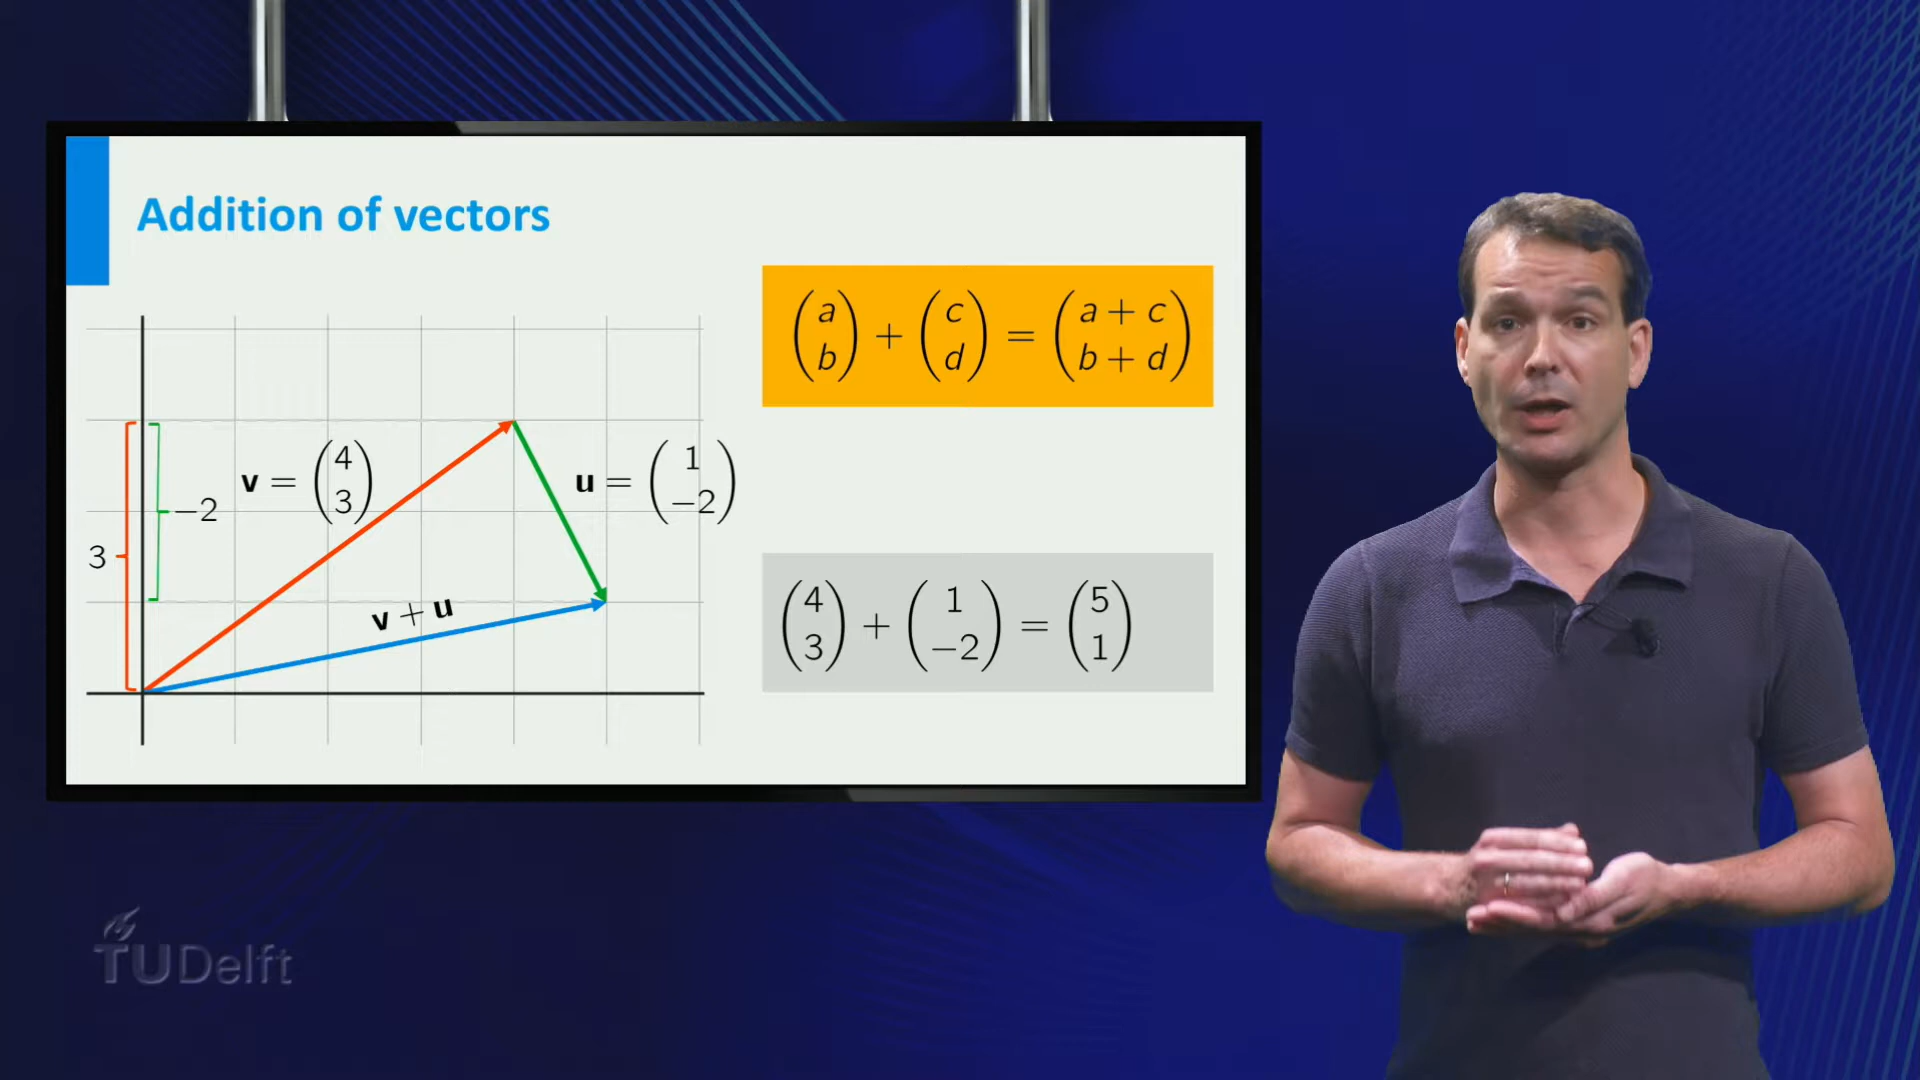 Addition of vectors
(a b) + (c d) = (a + c b + d)
v = (4 3)
u = (1 −2)
−2
3
v + u
(4 3) + (1 −2) = (5 1)
TUDelft